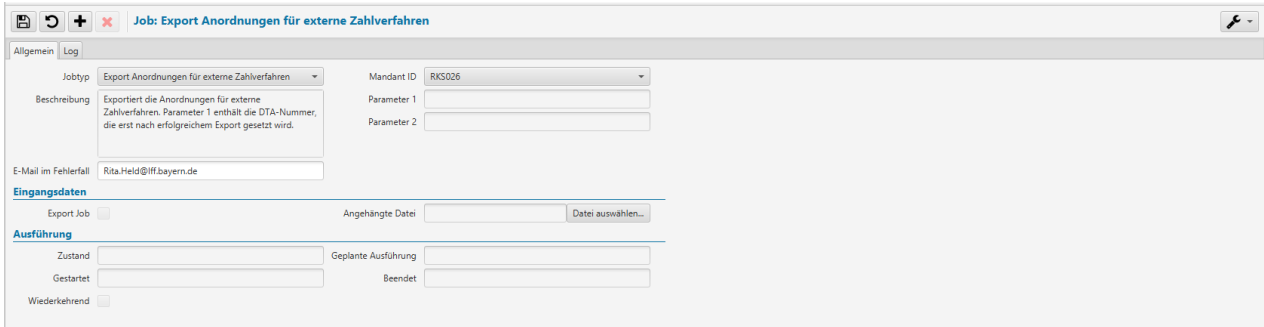 Job: Export Anordnungen für externe Zahlverfahren
Allgemein Log
Jobtyp Export Anordnungen für externe Zahlverfahren Mandant ID RKS026
Beschreibung Exportiert die Anordnungen für externe Parameter 1
Zahlverfahren. Parameter 1 enthält die DTA-Nummer,
die erst nach erfolgreichem Export gesetzt wird. Parameter 2
E-Mail im Fehlerfall Rita.Held@lff.bayern.de
Eingangsdaten
Export Job Angehängte Datei Datei auswählen...
Ausführung
Zustand Geplante Ausführung
Gestartet Beendet
Wiederkehrend